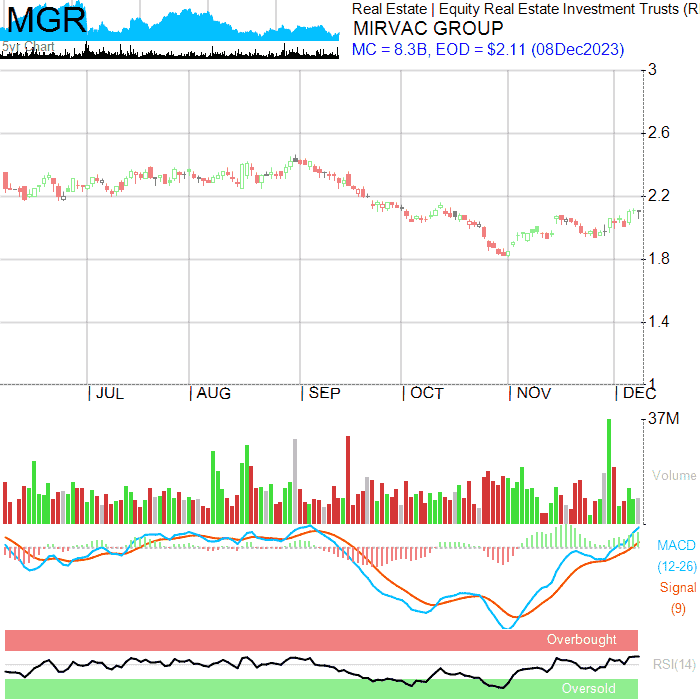 MGR
5yr Chart
Real Estate | Equity Real Estate Investment Trusts (R
MIRVAC GROUP
MC = 8.3B, EOD = $2.11 (08Dec2023)
3
2.6
2.2
1.8
1.4
1
JUL AUG SEP OCT NOV DEC
37M
Volume
MACD
(12-26)
Signal
(9)
Overbought
RSI(14)
Oversold